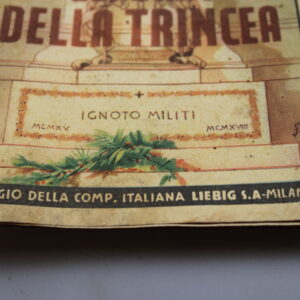 DELLA TRINCEA
IGNOTO MILITI
MCMXV MCMXVIII
GIO DELLA COMP. ITALIANA LIEBIG S.A-MILAN